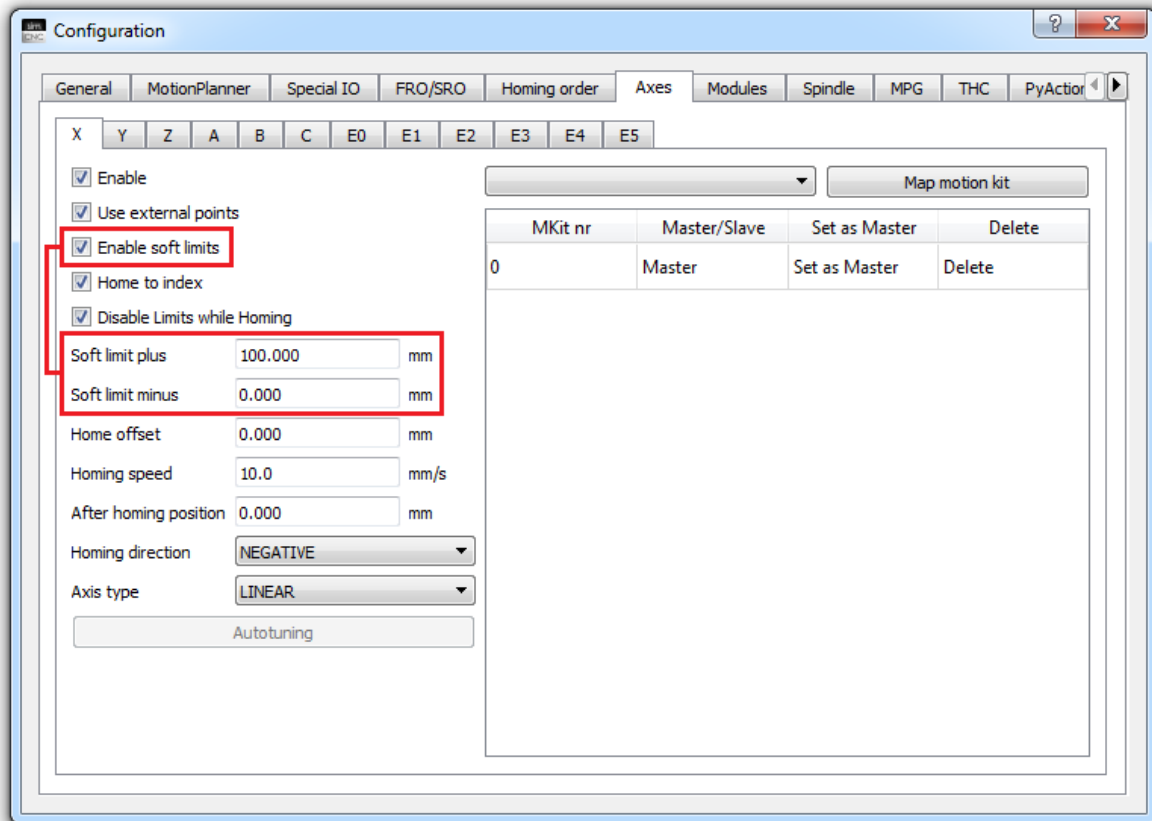 sim CNC Configuration
General MotionPlanner Special IO FRO/SRO Homing order Axes Modules Spindle MPG THC PyAction
X Y Z A B C E0 E1 E2 E3 E4 E5
Enable
Map motion kit
Use external points
MKit nr Master/Slave Set as Master Delete
Enable soft limits
0 Master Set as Master Delete
Home to index
Disable Limits while Homing
Soft limit plus 100.000 mm
Soft limit minus 0.000 mm
Home offset 0.000 mm
Homing speed 10.0 mm/s
After homing position 0.000 mm
Homing direction NEGATIVE
Axis type LINEAR
Autotuning